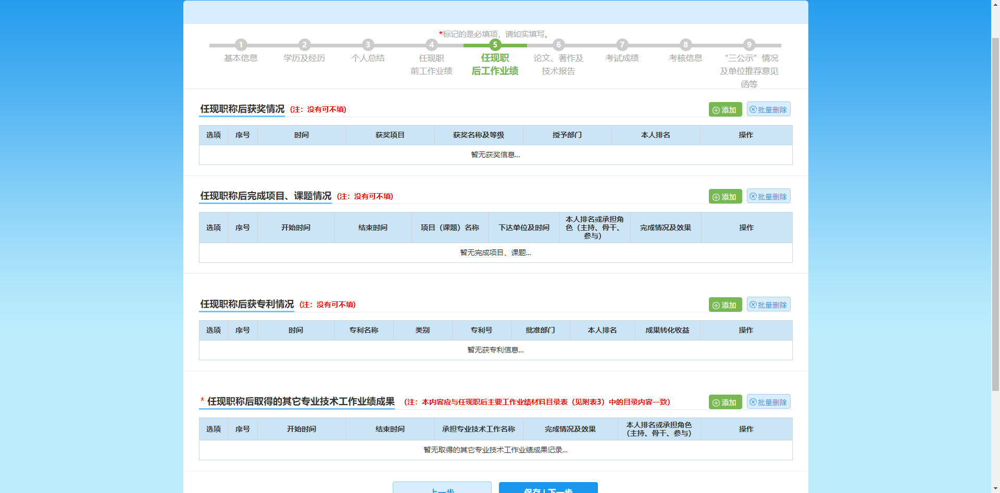 *标记的是必填项，请如实填写。
1 2 3 4 5 6 7 8 9
基本信息 学历及经历 个人总结 任现职 任现职 论文、著作及 考试成绩 考核信息 “三公示”情况
前工作业绩 后工作业绩 技术报告 及单位推荐意见
函等
任现职称后获奖情况 (注：没有可不填) 添加 批量删除
选项 序号 时间 获奖项目 获奖名称及等级 授予部门 本人排名 操作
暂无获奖信息...
任现职称后完成项目、课题情况 (注：没有可不填) 添加 批量删除
本人排名或承担角
选项 序号 开始时间 结束时间 项目（课题）名称 下达单位及时间 色（主持、骨干、 完成情况及效果 操作
参与）
暂无完成项目、课题...
任现职称后获专利情况 (注：没有可不填) 添加 批量删除
选项 序号 时间 专利名称 类别 专利号 批准部门 本人排名 成果转化收益 操作
暂无获专利信息...
* 任现职称后取得的其它专业技术工作业绩成果 （注：本内容应与任现职后主要工作业绩材料目录表（见附表3）中的目录内容一致） 添加 批量删除
本人排名或承担角色
选项 序号 开始时间 结束时间 承担专业技术工作名称 完成情况及效果 （主持、骨干、参与） 操作
暂无取得的其它专业技术工作业绩成果记录...
上一步 保存 | 下一步